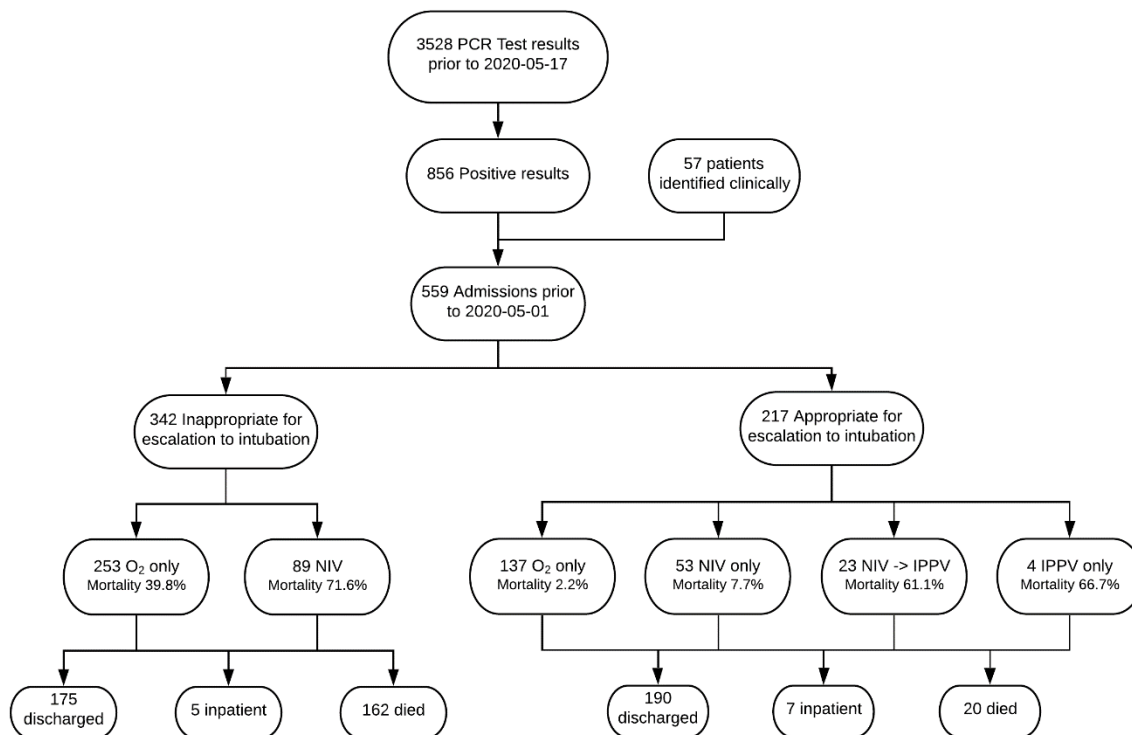 3528 PCR Test results
prior to 2020-05-17
856 Positive results
57 patients
identified clinically
559 Admissions prior
to 2020-05-01
342 Inappropriate for
escalation to intubation
217 Appropriate for
escalation to intubation
253 O₂ only
Mortality 39.8%
89 NIV
Mortality 71.6%
137 O₂ only
Mortality 2.2%
53 NIV only
Mortality 7.7%
23 NIV -> IPPV
Mortality 61.1%
4 IPPV only
Mortality 66.7%
175
discharged
5 inpatient
162 died
190
discharged
7 inpatient
20 died